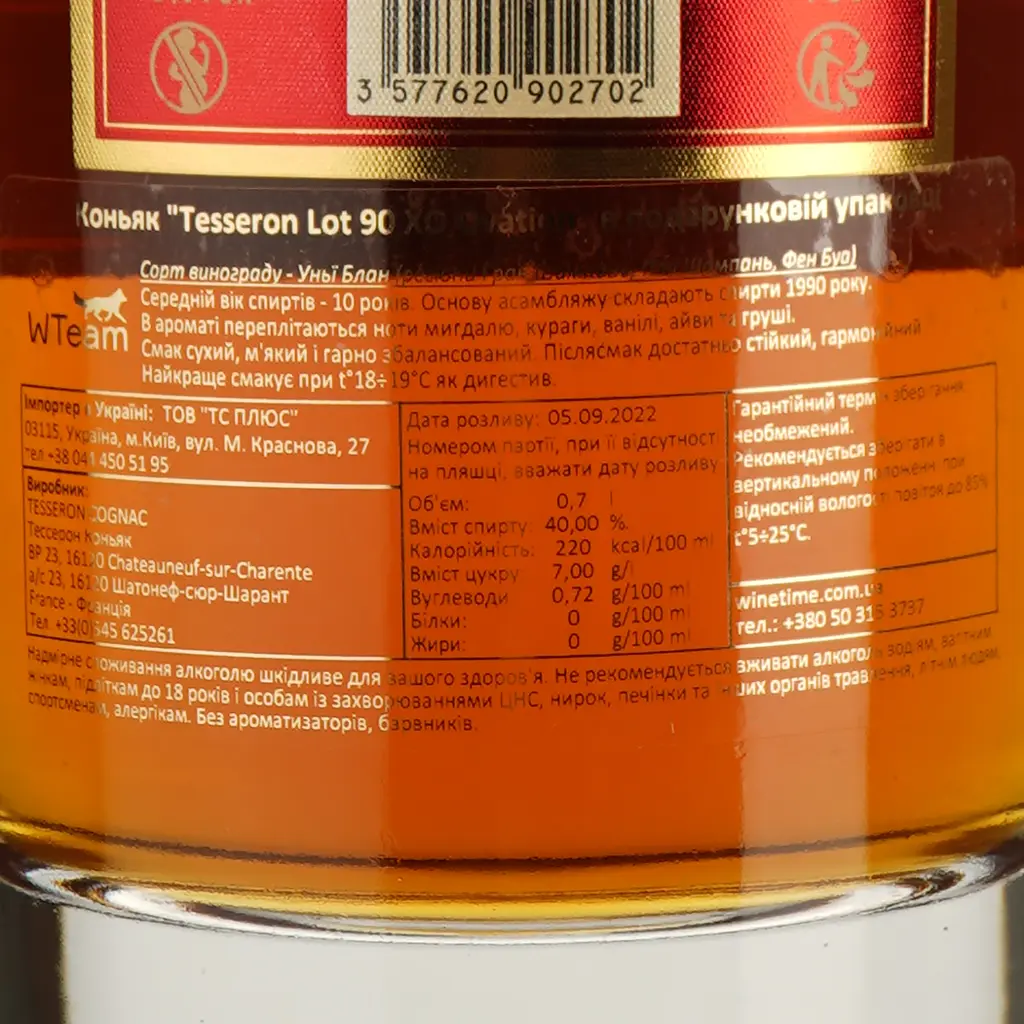 3 577620 902702
Коньяк "Tesseron Lot 90 XO Ovation" в подарунковій упаковці
Сорт винограду - Уньї Блан Шампань, Фен Буа)
Середній вік спиртів - 10 років. Основу асамбляжу складають спирти 1990 року.
В ароматі переплітаються ноти мигдалю, кураги, ванілі, айви та груші.
Смак сухий, м'який і гарно збалансований. Післясмак достатньо стійкий, гармонійний
Найкраще смакує при t°18÷19°C як дигестив.
WTeam
Імпортер в Україні: ТОВ "ТС ПЛЮС"
03115, Україна, м.Київ, вул. М. Краснова, 27
тел +38 044 450 51 95
Виробник:
TESSERON COGNAC
Тессерон Коньяк
BP 23, 16120 Chateauneuf-sur-Charente
а/с 23, 16120 Шатонеф-сюр-Шарант
France - Франція
Тел. +33(0)545 625261
Дата розливу: 05.09.2022
Номером партії, при її відсутності
на пляшці, вважати дату розливу
Об'єм: 0,7 l
Вміст спирту: 40,00 %.
Калорійність: 220 kcal/100 ml
Вміст цукру 7,00 g/l
Вуглеводи 0,72 g/100 ml
Білки: 0 g/100 ml
Жири: 0 g/100 ml
Гарантійний термін зберігання
необмежений.
Рекомендується зберігати в
вертикальному положенні при
відносній вологості повітря до 85%
t°5÷25°C.
winetime.com.ua
тел.: +380 50 315 3737
Надмірне споживання алкоголю шкідливе для вашого здоров'я. Не рекомендується вживати алкоголь водіям, вагітним
жінкам, підліткам до 18 років і особам із захворюваннями ЦНС, нирок, печінки та інших органів травлення, літнім людям,
спортсменам, алергікам. Без ароматизаторів, барвників.